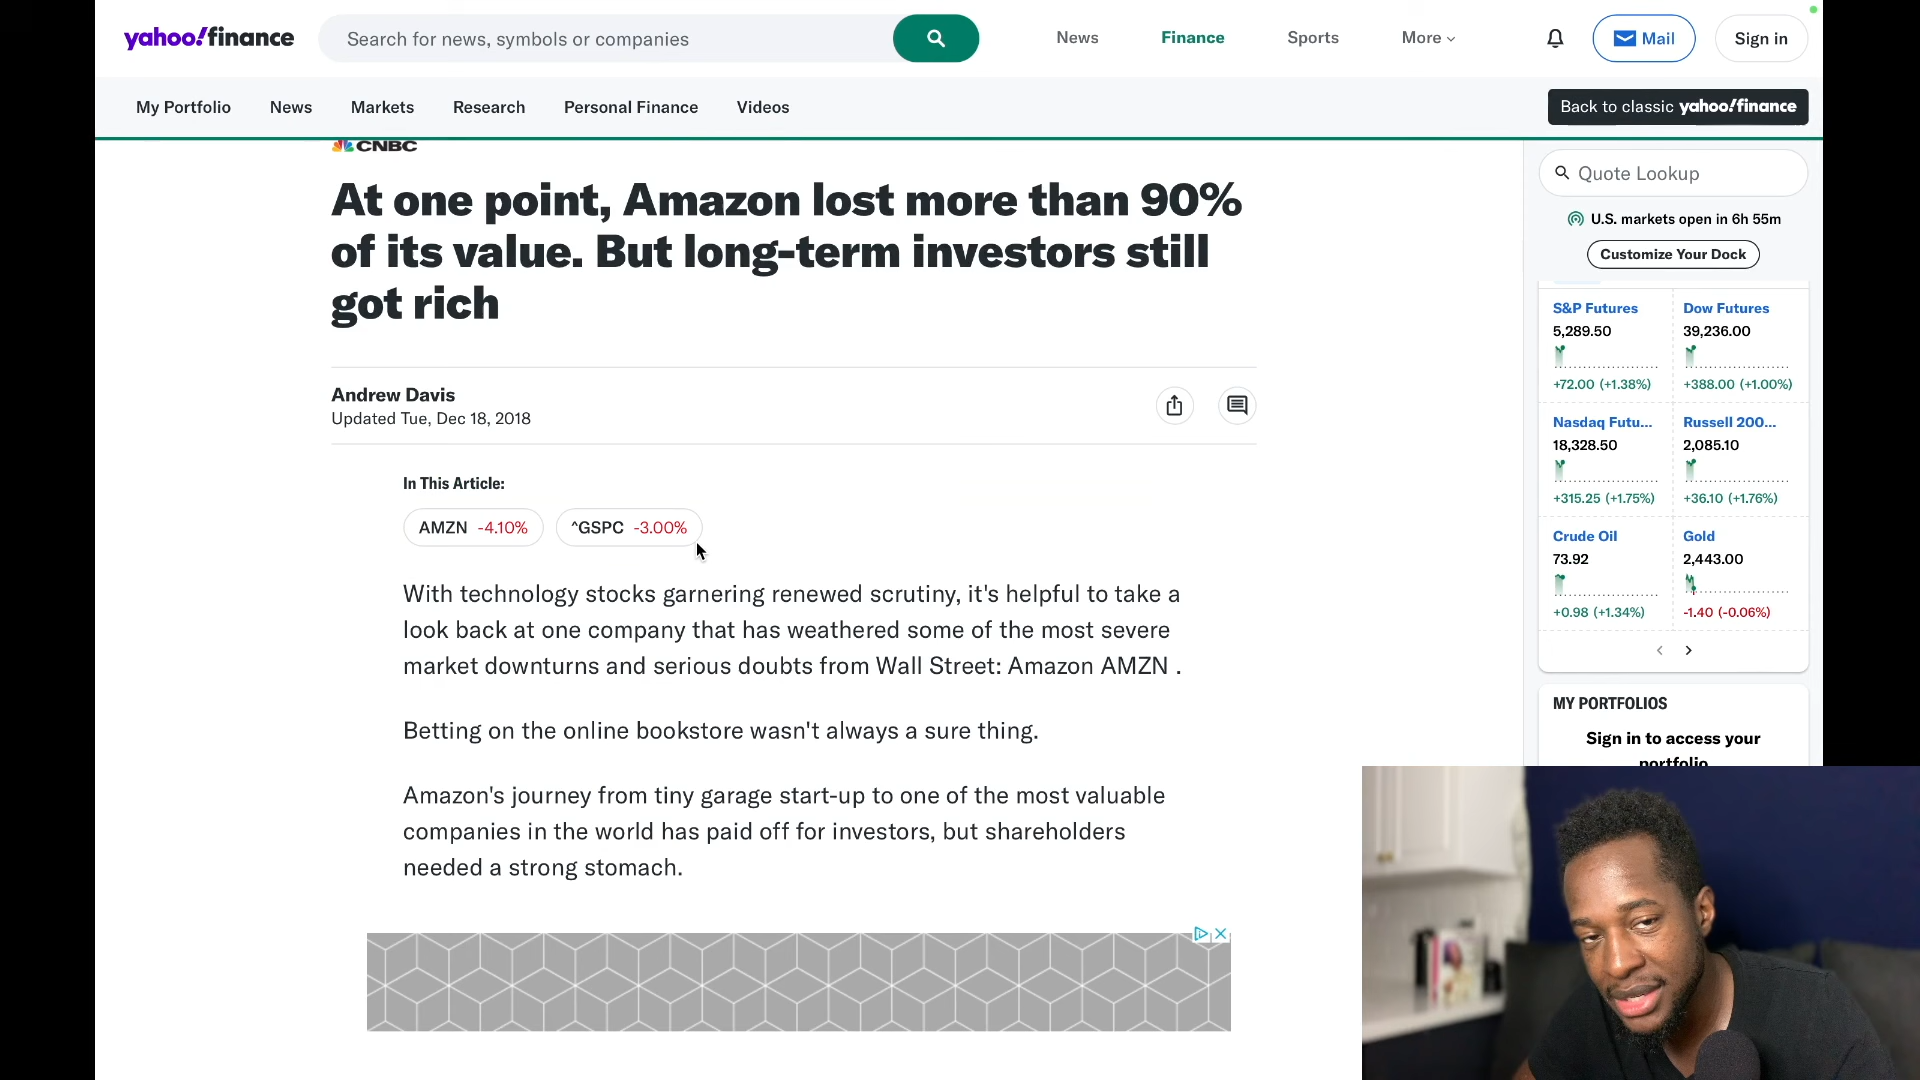 yahoo!finance
Search for news, symbols or companies
News
Finance
Sports
More
Mail
Sign in
My Portfolio
News
Markets
Research
Personal Finance
Videos
Back to classic yahoo!finance
CNBC
At one point, Amazon lost more than 90%
of its value. But long-term investors still
got rich
Andrew Davis
Updated Tue, Dec 18, 2018
In This Article:
AMZN -4.10%
^GSPC -3.00%
With technology stocks garnering renewed scrutiny, it's helpful to take a
look back at one company that has weathered some of the most severe
market downturns and serious doubts from Wall Street: Amazon AMZN .
Betting on the online bookstore wasn't always a sure thing.
Amazon's journey from tiny garage start-up to one of the most valuable
companies in the world has paid off for investors, but shareholders
needed a strong stomach.
Quote Lookup
U.S. markets open in 6h 55m
Customize Your Dock
S&P Futures
5,289.50
+72.00 (+1.38%)
Dow Futures
39,236.00
+388.00 (+1.00%)
Nasdaq Futu...
18,328.50
+315.25 (+1.75%)
Russell 200...
2,085.10
+36.10 (+1.76%)
Crude Oil
73.92
+0.98 (+1.34%)
Gold
2,443.00
-1.40 (-0.06%)
MY PORTFOLIOS
Sign in to access your
portfolio